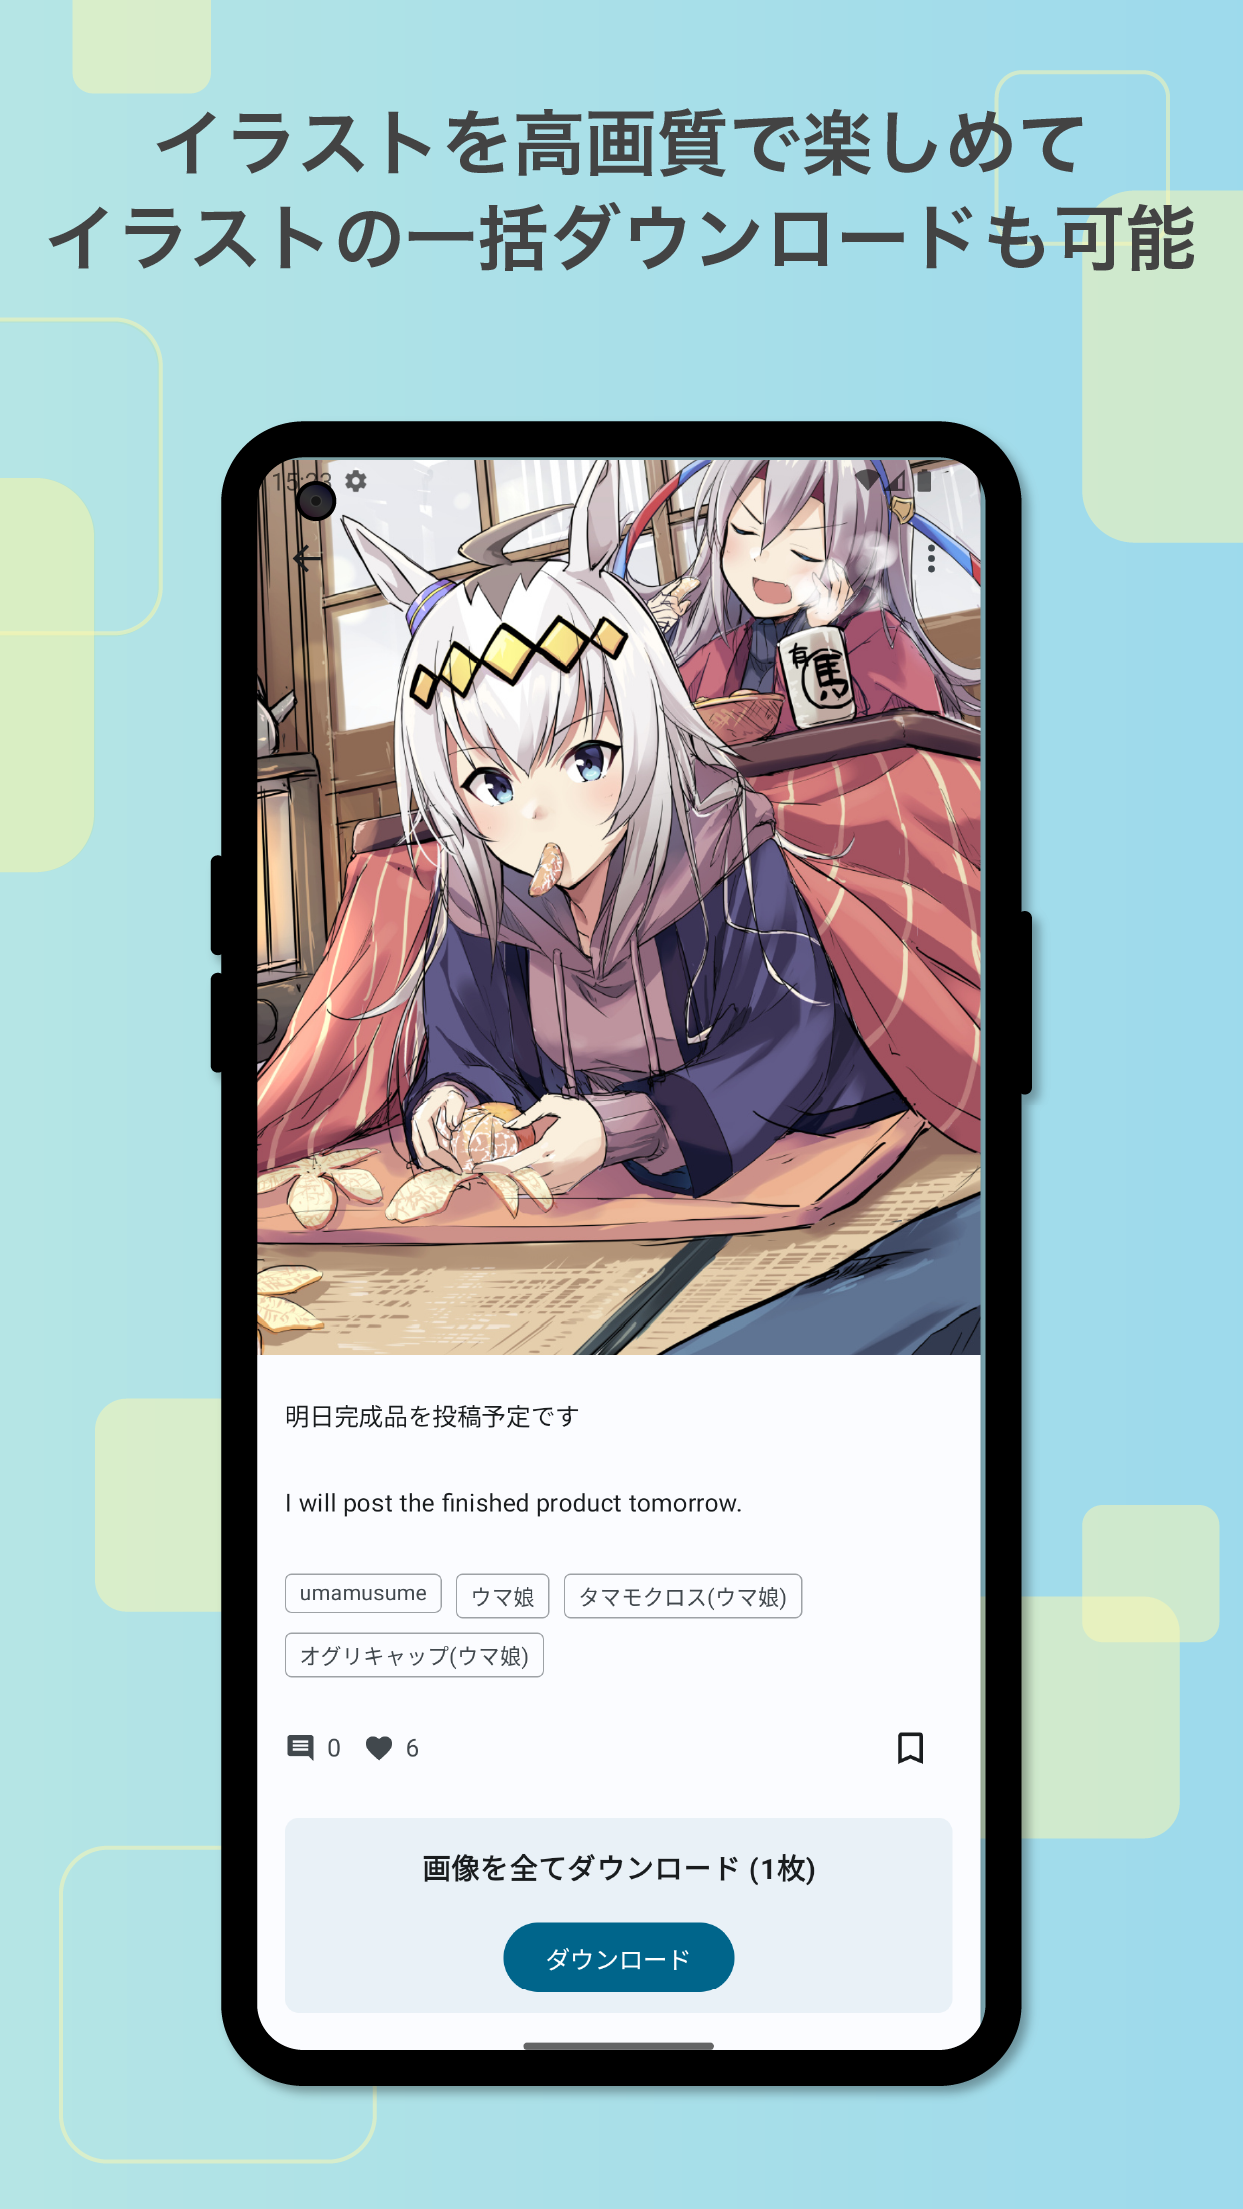 イラストを高画質で楽しめて
イラストの一括ダウンロードも可能
15:23
有馬
明日完成品を投稿予定です
I will post the finished product tomorrow.
umamusume ウマ娘 タマモクロス(ウマ娘)
オグリキャップ(ウマ娘)
0 6
画像を全てダウンロード (1枚)
ダウンロード